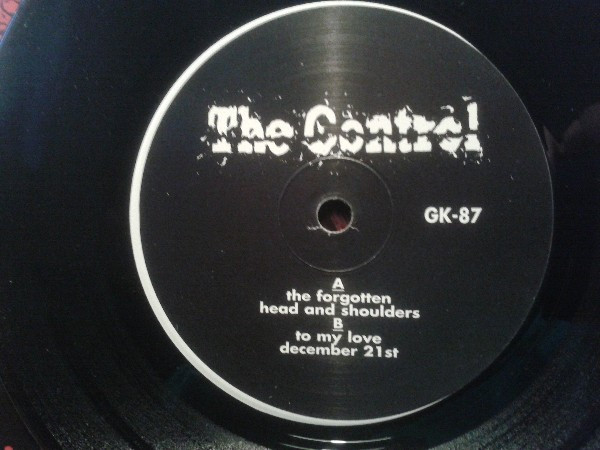 The Control
GK-87
A
the forgotten
head and shoulders
B
to my love
december 21st